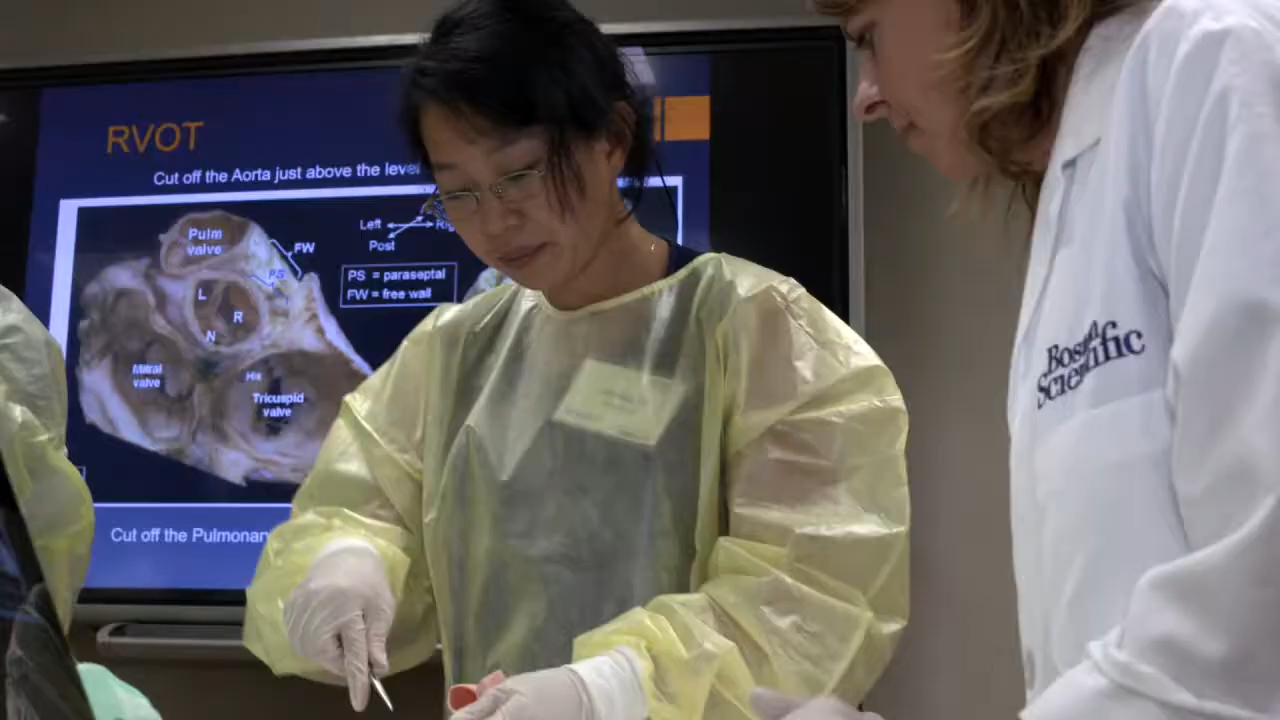 RVOT
Cut off the Aorta just above the level
Pulm
valve
FW
PS
Left
Post
PS = paraseptal
FW = free wall
L
R
N
Mitral
valve
His
Tricuspid
valve
Cut off the
Boston
Scientific